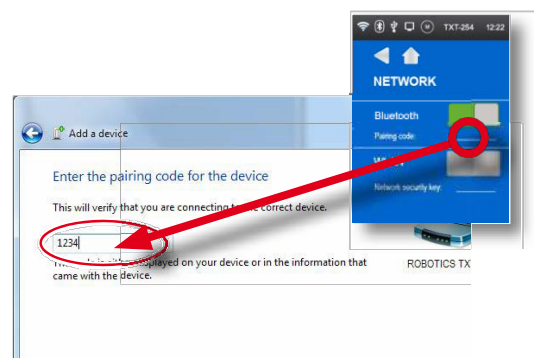 TXT-254 12:22
NETWORK
Bluetooth
Pairing code:
Network security key:
Add a device
Enter the pairing code for the device
This will verify that you are connecting to the correct device.
1234
displayed on your device or in the information that
came with the device.
ROBOTICS TX